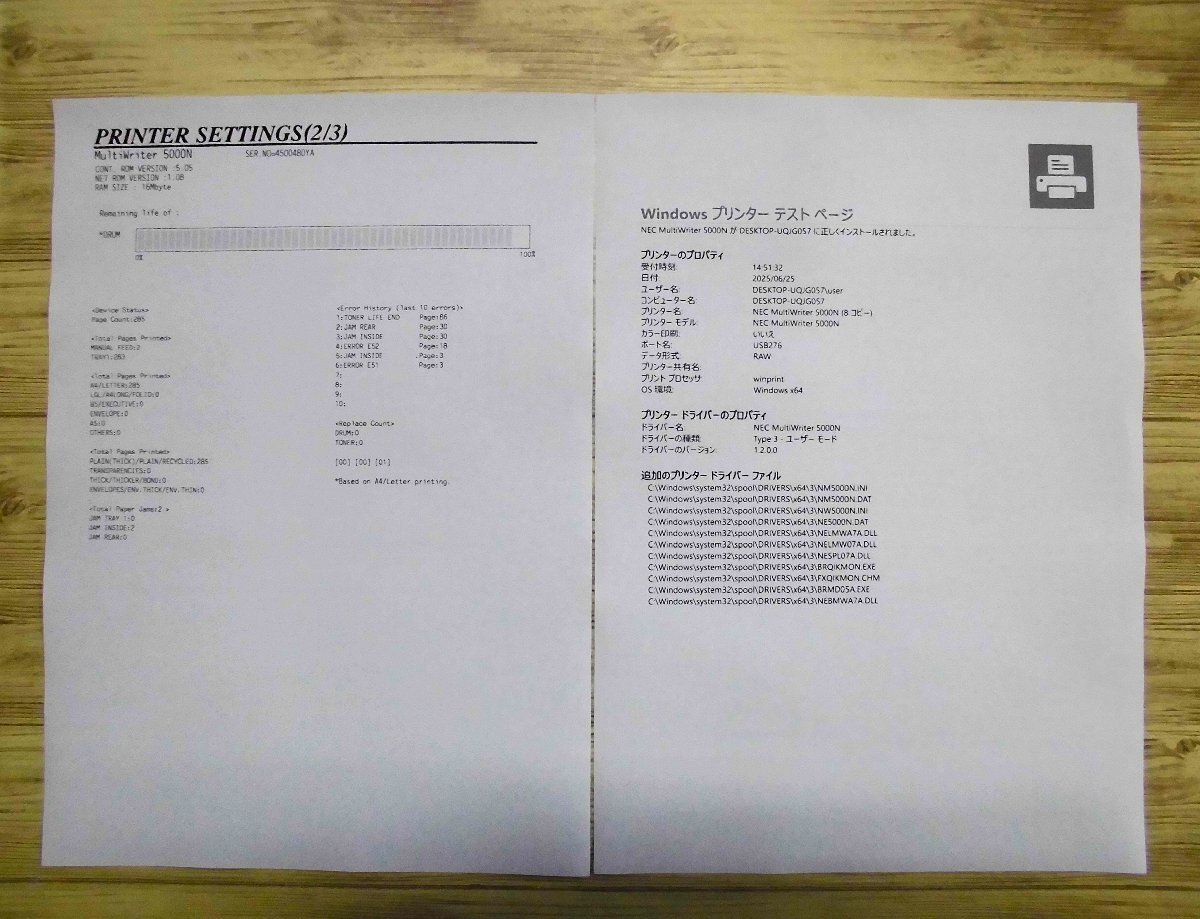 PRINTER SETTINGS(2/3)
MultiWriter 5000N SER.NO=4500480YA
CONT. ROM VERSION :5.05
NET ROM VERSION :1.08
RAM SIZE : 16Mbyte
Remaining life of :
*DRUM
0% 100%
<Device Status>
Page Count:285
<Total Pages Printed>
MANUAL FEED:2
TRAY1:283
<Total Pages Printed>
A4/LETTER:285
LGL/A4LONG/FOLIO:0
B5/EXECUTIVE:0
ENVELOPE:0
A5:0
OTHERS:0
<Total Pages Printed>
PLAIN(THICK)/PLAIN/RECYCLED:285
TRANSPARENCIES:0
THICK/THICKER/BOND:0
ENVELOPES/ENV.THICK/ENV.THIN:0
<Total Paper Jams:2 >
JAM TRAY 1:0
JAM INSIDE:2
JAM REAR:0
<Error History (last 10 errors)>
1:TONER LIFE END Page:86
2:JAM REAR Page:30
3:JAM INSIDE Page:30
4:ERROR E52 Page:18
5:JAM INSIDE Page:3
6:ERROR E51 Page:3
7:
8:
9:
10:
<Replace Count>
DRUM:0
TONER:0
[00] [00] [01]
*Based on A4/Letter printing.
Windows プリンター テスト ページ
NEC MultiWriter 5000N が DESKTOP-UQJG057 に正しくインストールされました。
プリンターのプロパティ
受付時刻: 14:51:32
日付: 2025/06/25
ユーザー名: DESKTOP-UQJG057\user
コンピューター名: DESKTOP-UQJG057
プリンター名: NEC MultiWriter 5000N (8 コピー)
プリンター モデル: NEC MultiWriter 5000N
カラー印刷: いいえ
ポート名: USB276
データ形式: RAW
プリンター共有名:
プリント プロセッサ: winprint
OS 環境: Windows x64
プリンター ドライバーのプロパティ
ドライバー名: NEC MultiWriter 5000N
ドライバーの種類: Type 3 - ユーザー モード
ドライバーのバージョン: 1.2.0.0
追加のプリンター ドライバー ファイル
C:\Windows\system32\spool\DRIVERS\x64\3\NM5000N.INI
C:\Windows\system32\spool\DRIVERS\x64\3\NM5000N.DAT
C:\Windows\system32\spool\DRIVERS\x64\3\NW5000N.INI
C:\Windows\system32\spool\DRIVERS\x64\3\NE5000N.DAT
C:\Windows\system32\spool\DRIVERS\x64\3\NELMWA7A.DLL
C:\Windows\system32\spool\DRIVERS\x64\3\NELMW07A.DLL
C:\Windows\system32\spool\DRIVERS\x64\3\NESPL07A.DLL
C:\Windows\system32\spool\DRIVERS\x64\3\BRQIKMON.EXE
C:\Windows\system32\spool\DRIVERS\x64\3\FXQIKMON.CHM
C:\Windows\system32\spool\DRIVERS\x64\3\BRMD05A.EXE
C:\Windows\system32\spool\DRIVERS\x64\3\NEBMWA7A.DLL